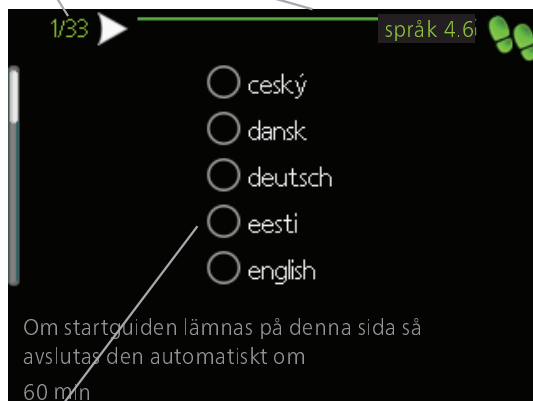 1/33
språk 4.6
ceský
dansk
deutsch
eesti
english
Om startguiden lämnas på denna sida så
avslutas den automatiskt om
60 min